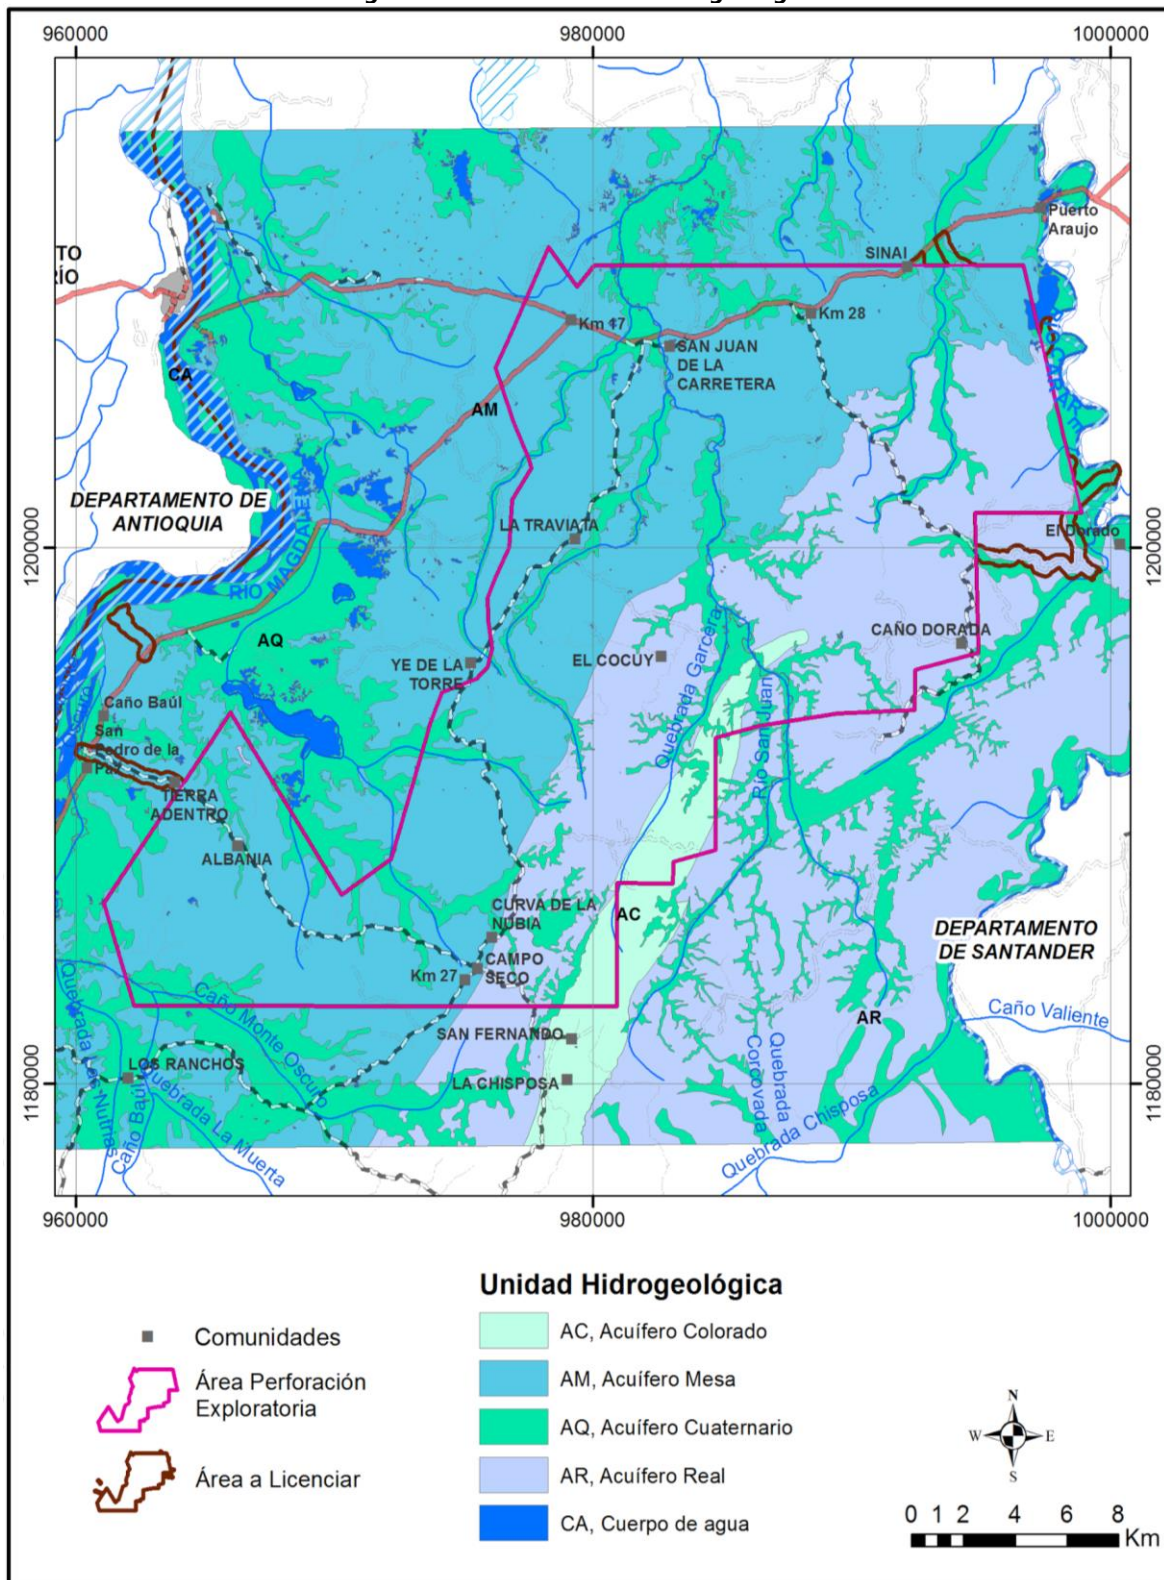 960000
980000
1000000
Puerto
Araujo
SINAI
TO
RÍO
Km 17
Km 28
SAN JUAN
DE LA
CARRETERA
CA
AM
DEPARTAMENTO DE
ANTIOQUIA
LA TRAVIATA
El Dorado
1200000
1200000
RÍO MAGDALENA
AQ
CAÑO DORADA
EL COCUY
YE DE LA
TORRE
Quebrada Garcera
Río San Juan
Caño Baúl
San
Pedro de la
Paz
TIERRA
ADENTRO
ALBANIA
CURVA DE LA
NUBIA
AC
DEPARTAMENTO
DE SANTANDER
CAMPO
SECO
Km 27
Caño Monte Oscuro
Quebrada Las Nutrias
AR
Caño Valiente
SAN FERNANDO
LOS RANCHOS
LA CHISPOSA
Quebrada
Corcovada
1180000
1180000
Caño Baúl
Quebrada La Muerta
Quebrada Chisposa
960000
980000
1000000
Unidad Hidrogeológica
Comunidades
AC, Acuífero Colorado
Área Perforación
Exploratoria
AM, Acuífero Mesa
AQ, Acuífero Cuaternario
Área a Licenciar
AR, Acuífero Real
CA, Cuerpo de agua
N
W
E
S
0 1 2 4 6 8
Km